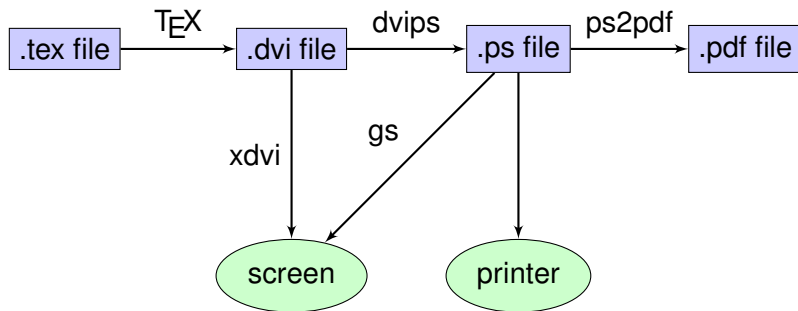 TEX
dvips
ps2pdf
.tex file
.dvi file
.ps file
.pdf file
xdvi
gs
screen
printer